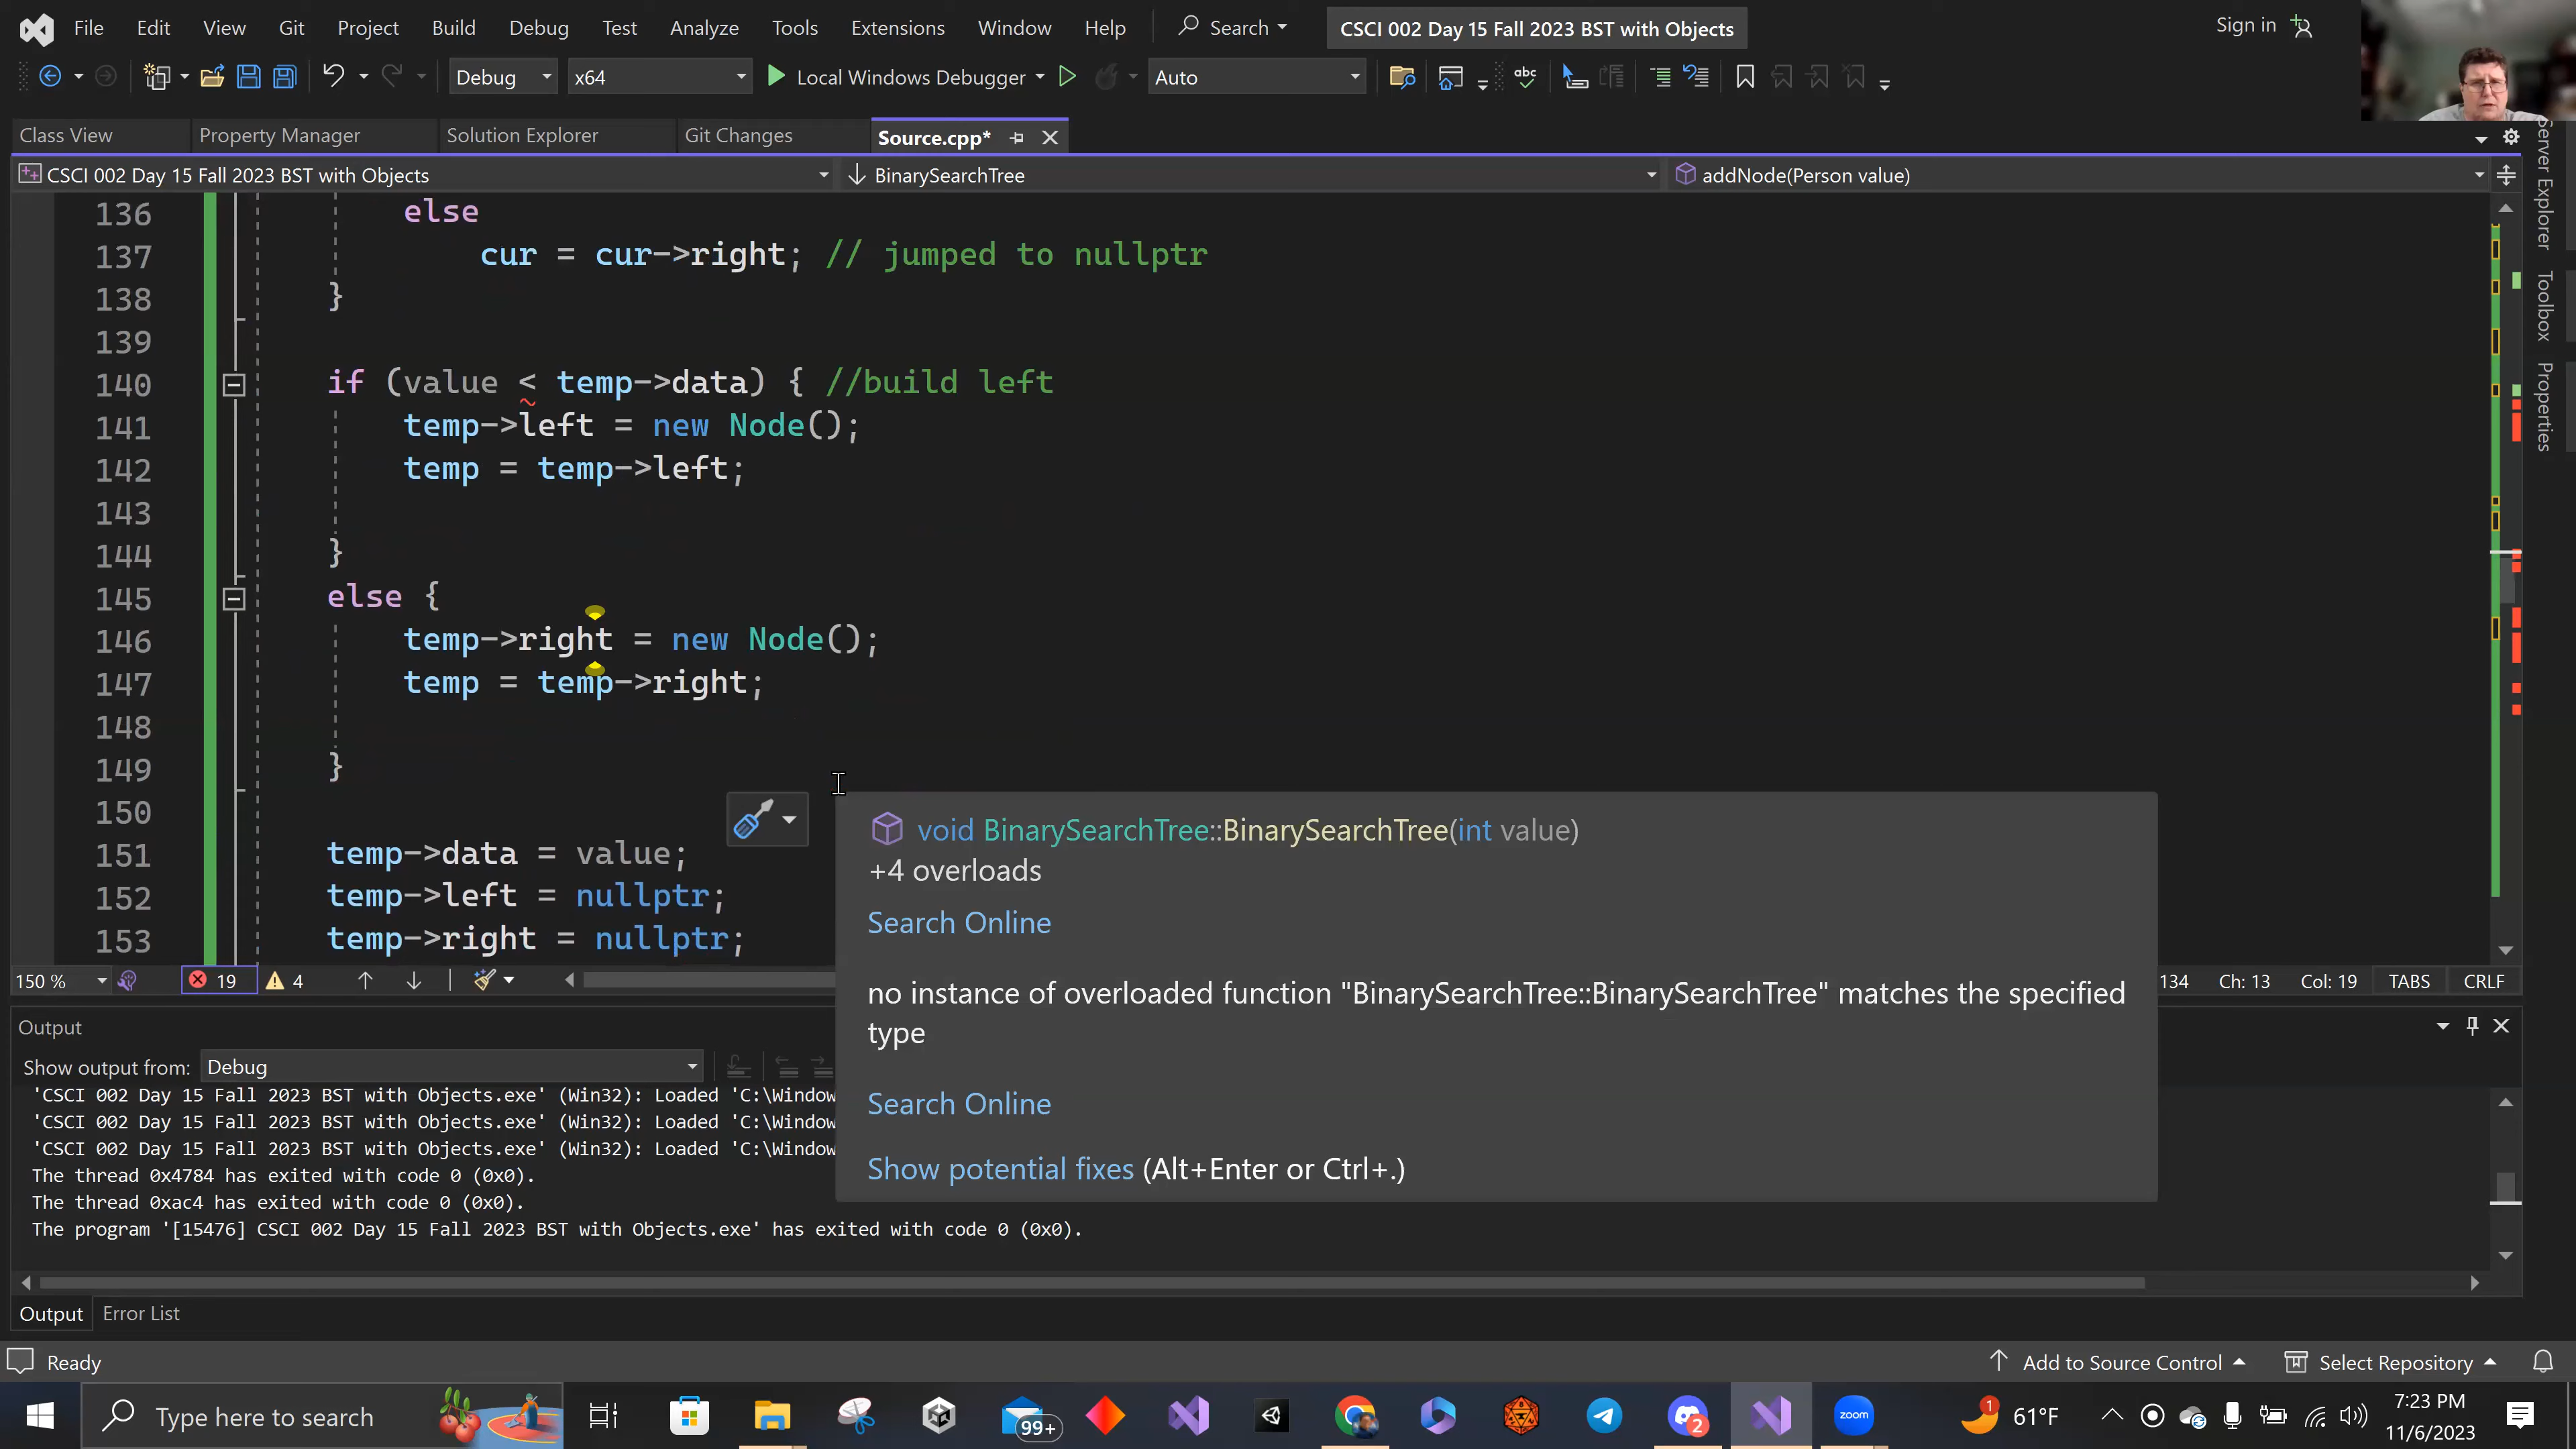 File Edit View Git Project Build Debug Test Analyze Tools Extensions Window Help Search CSCI 002 Day 15 Fall 2023 BST with Objects Sign in
Debug x64 Local Windows Debugger Auto abc
Class View Property Manager Solution Explorer Git Changes Source.cpp*
CSCI 002 Day 15 Fall 2023 BST with Objects BinarySearchTree addNode(Person value)
Server Explorer
Toolbox
Properties
136 else
137 cur = cur->right; // jumped to nullptr
138 }
139
140 if (value < temp->data) { //build left
141 temp->left = new Node();
142 temp = temp->left;
143
144 }
145 else {
146 temp->right = new Node();
147 temp = temp->right;
148
149 }
150
151 temp->data = value;
152 temp->left = nullptr;
153 temp->right = nullptr;
void BinarySearchTree::BinarySearchTree(int value)
+4 overloads
Search Online
no instance of overloaded function "BinarySearchTree::BinarySearchTree" matches the specified
type
Search Online
Show potential fixes (Alt+Enter or Ctrl+.)
150 % 19 4 134 Ch: 13 Col: 19 TABS CRLF
Output
Show output from: Debug
'CSCI 002 Day 15 Fall 2023 BST with Objects.exe' (Win32): Loaded 'C:\Window
'CSCI 002 Day 15 Fall 2023 BST with Objects.exe' (Win32): Loaded 'C:\Window
'CSCI 002 Day 15 Fall 2023 BST with Objects.exe' (Win32): Loaded 'C:\Window
The thread 0x4784 has exited with code 0 (0x0).
The thread 0xac4 has exited with code 0 (0x0).
The program '[15476] CSCI 002 Day 15 Fall 2023 BST with Objects.exe' has exited with code 0 (0x0).
Output Error List
Ready Add to Source Control Select Repository
Type here to search 99+ 2 zoom 1 61°F 7:23 PM
11/6/2023